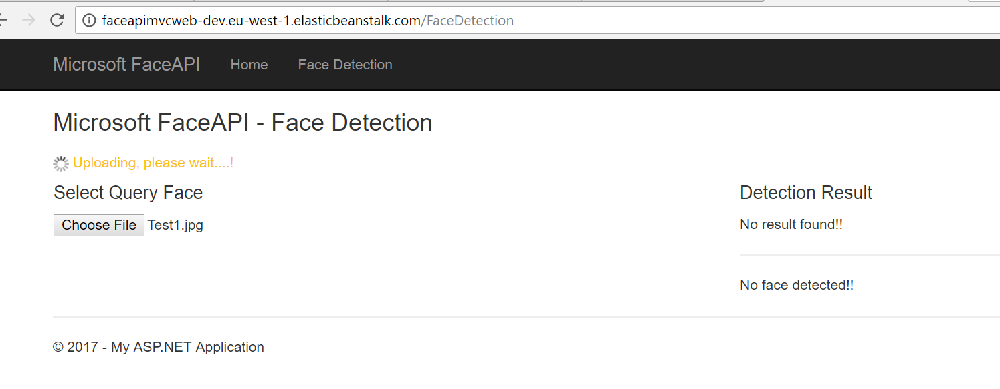 faceapimvcweb-dev.eu-west-1.elasticbeanstalk.com/FaceDetection
Microsoft FaceAPI Home Face Detection
Microsoft FaceAPI - Face Detection
Uploading, please wait....!
Select Query Face
Choose File Test1.jpg
Detection Result
No result found!!
No face detected!!
© 2017 - My ASP.NET Application